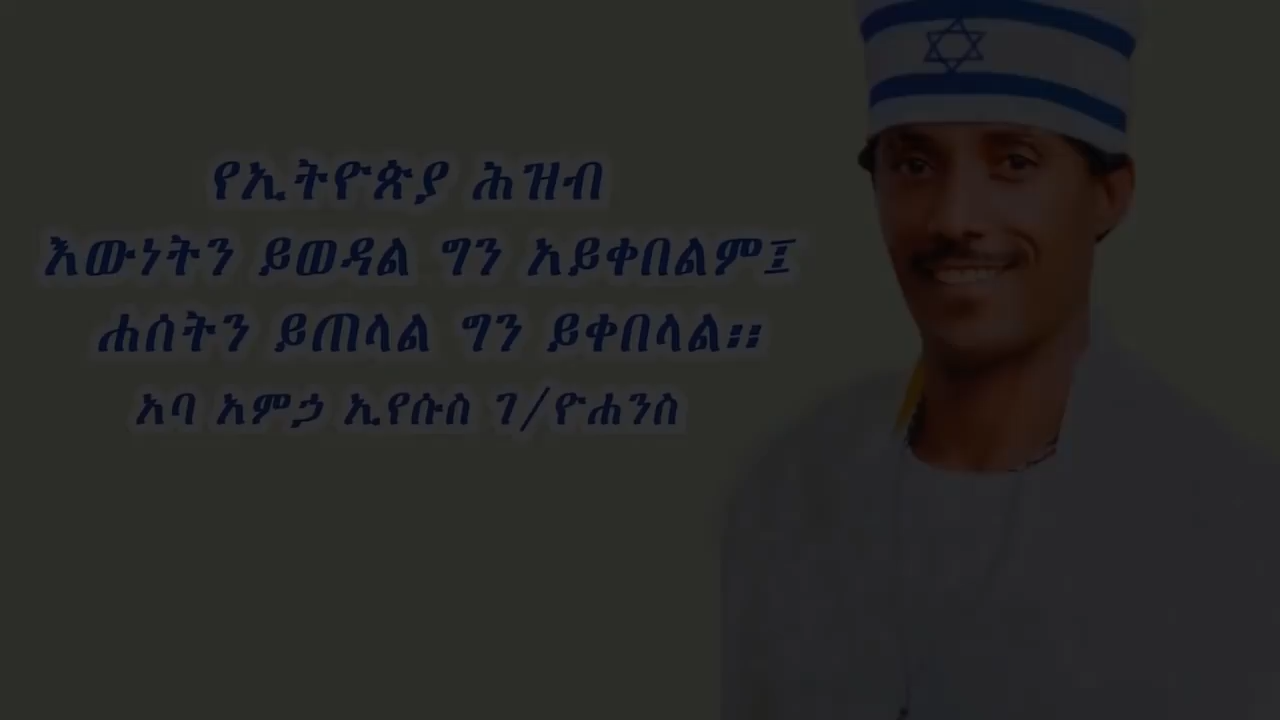 የኢትዮጵያ ሕዝብ
እውነትን ይወዳል ግን አይቀበልም፤
ሐሰትን ይጠላል ግን ይቀበላል፡፡
አባ አምኃ ኢየሱስ ገ/ዮሐንስ